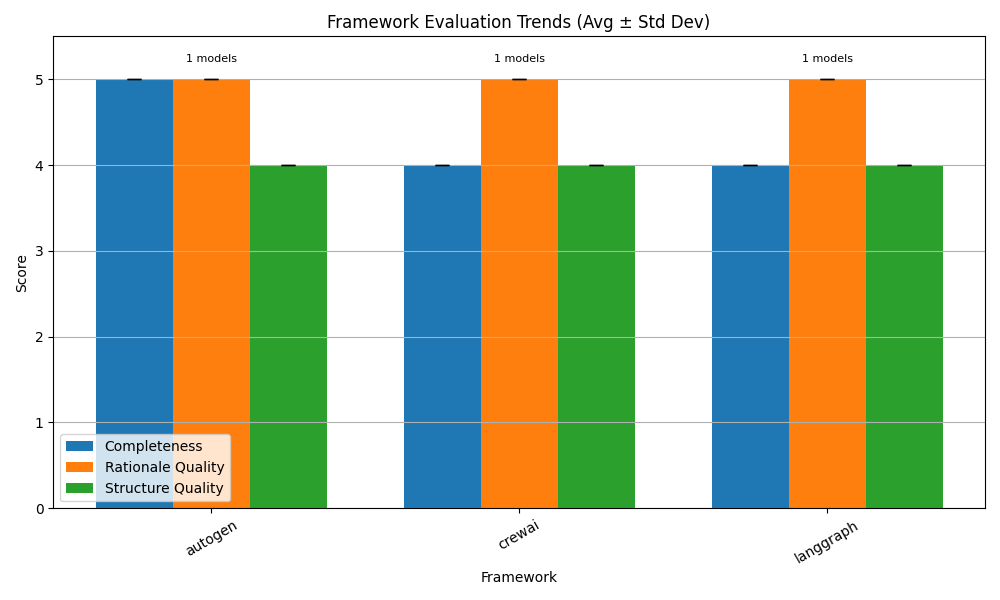 Framework Evaluation Trends (Avg ± Std Dev)
1 models
1 models
1 models
5
4
3
2
1
0
Score
Completeness
Rationale Quality
Structure Quality
autogen
crewai
langgraph
Framework